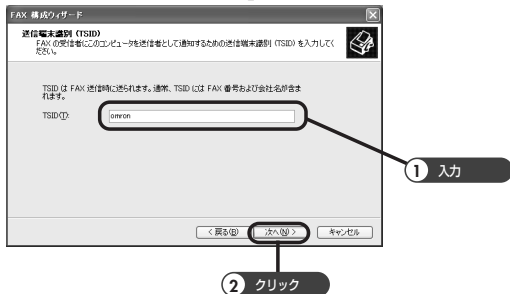 FAX 構成ウィザード
送信端末識別 (TSID)
FAX の受信者にこのコンピュータを送信者として通知するための送信端末識別 (TSID) を入力してく
ださい。
TSID は FAX 送信時に送られます。通常、TSID には FAX 番号および会社名が含ま
れます。
TSID(T):
omron
1 入力
< 戻る(B)
次へ(N) >
キャンセル
2 クリック